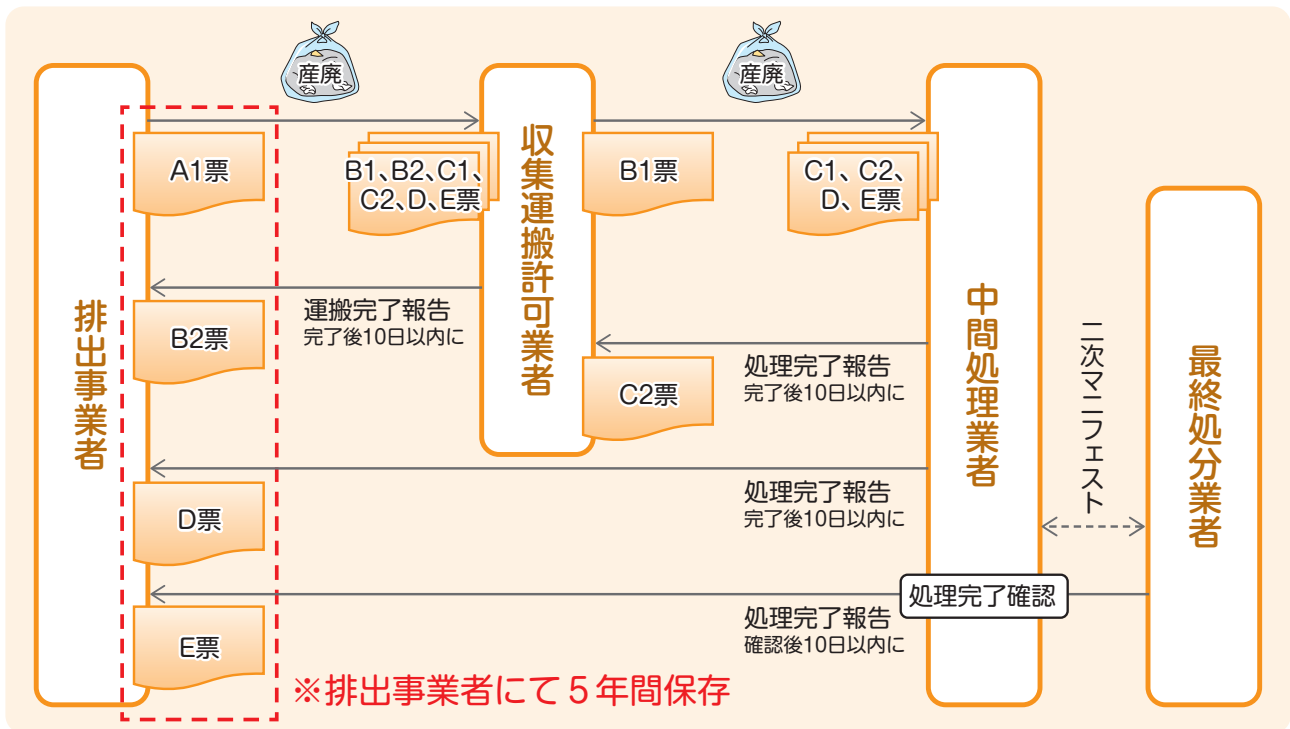 産廃
産廃
排出事業者
収集運搬許可業者
中間処理業者
最終処分業者
A1票
B1、B2、C1、
C2、D、E票
B1票
C1、C2、
D、E票
運搬完了報告
完了後10日以内に
B2票
処理完了報告
完了後10日以内に
C2票
処理完了報告
完了後10日以内に
D票
二次マニフェスト
処理完了確認
処理完了報告
確認後10日以内に
E票
※排出事業者にて5年間保存